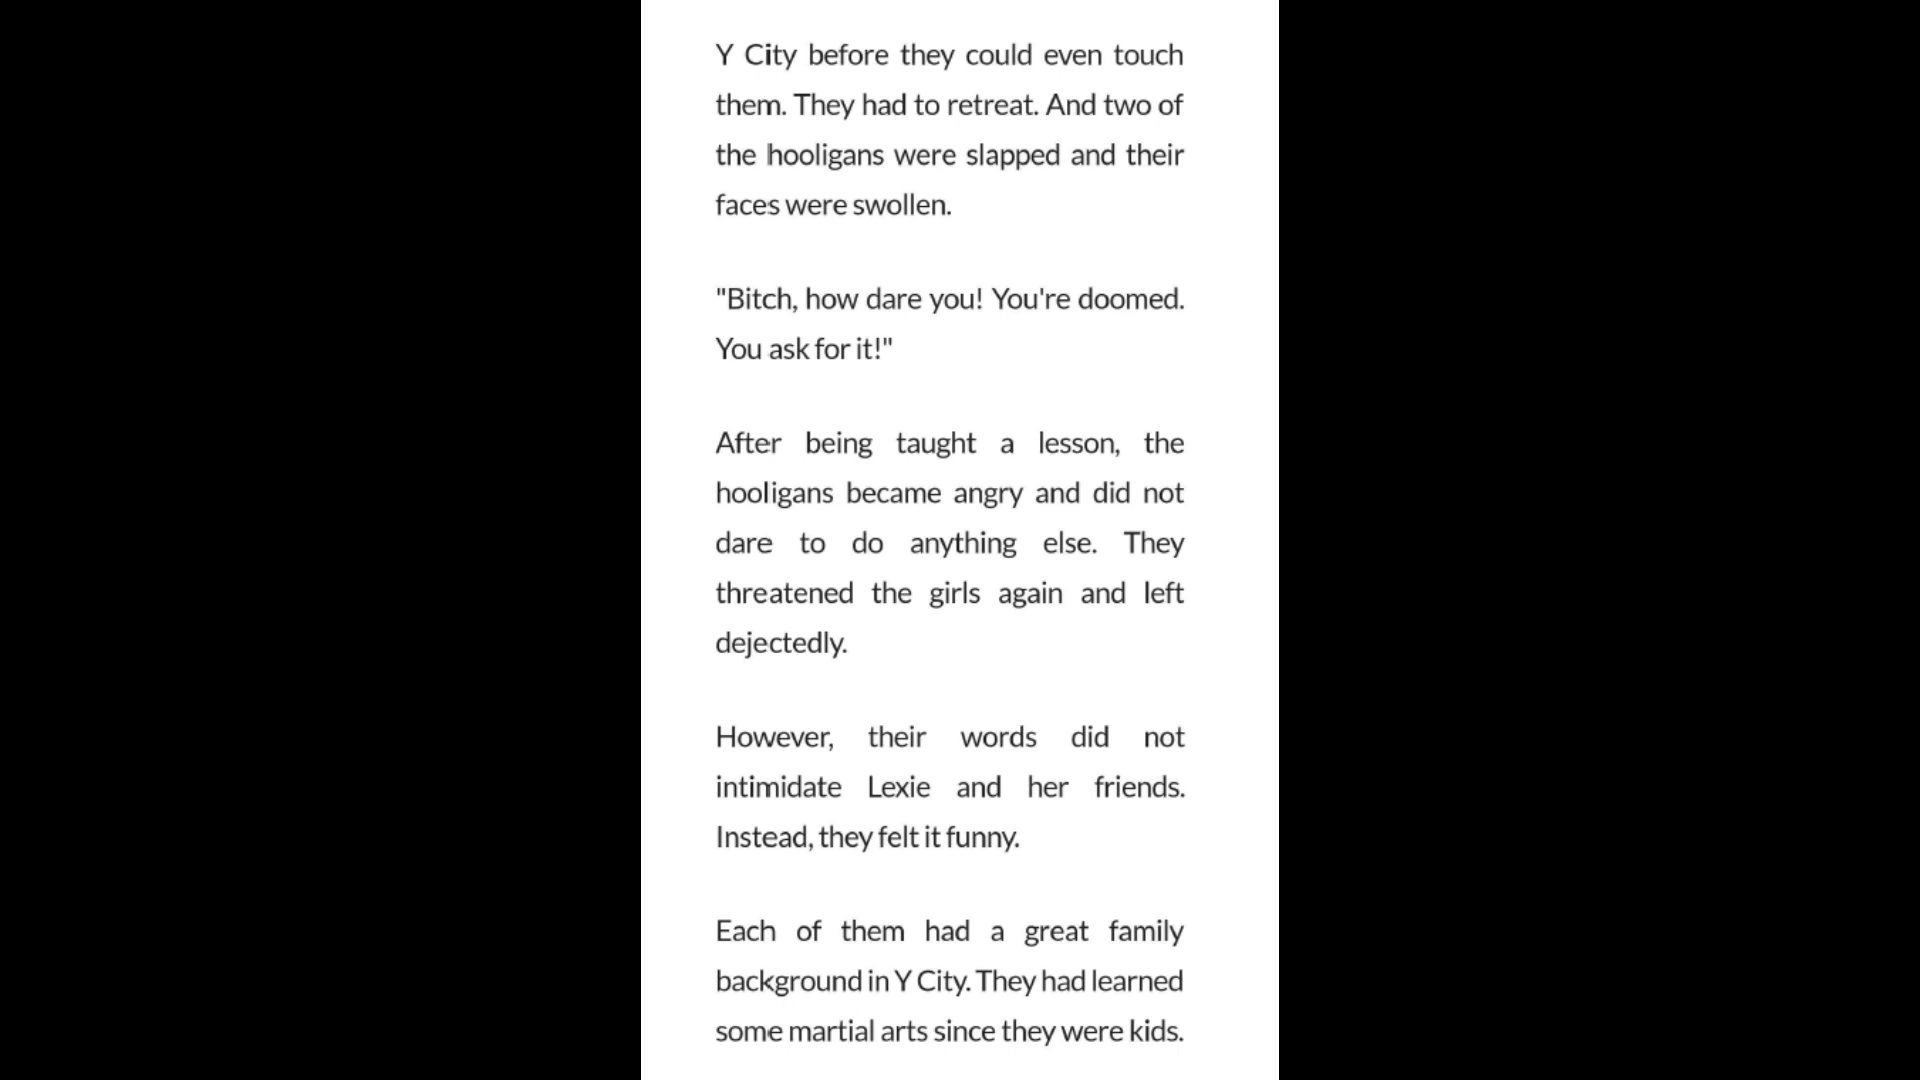 Y City before they could even touch
them. They had to retreat. And two of
the hooligans were slapped and their
faces were swollen.
"Bitch, how dare you! You're doomed.
You ask for it!"
After being taught a lesson, the
hooligans became angry and did not
dare to do anything else. They
threatened the girls again and left
dejectedly.
However, their words did not
intimidate Lexie and her friends.
Instead, they felt it funny.
Each of them had a great family
background in Y City. They had learned
some martial arts since they were kids.